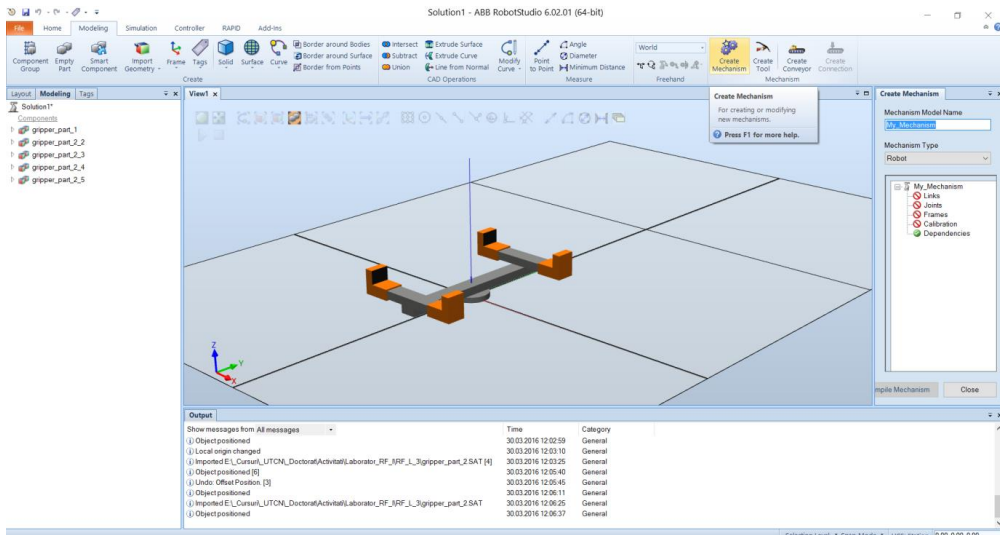 Solution1 - ABB RobotStudio 6.02.01 (64-bit)
File Home Modeling Simulation Controller RAPID Add-Ins
Component Group
Empty Part
Smart Component
Import Geometry
Frame
Tags
Solid
Surface
Curve
Border around Bodies
Border around Surface
Border from Points
Create
Intersect
Subtract
Union
Extrude Surface
Extrude Curve
Line from Normal
Modify Curve
CAD Operations
Point to Point
Angle
Diameter
Minimum Distance
Measure
World
Freehand
Create Mechanism
Create Tool
Create Conveyor
Create Connection
Mechanism
Layout Modeling Tags
Solution1*
Components
gripper_part_1
gripper_part_2_2
gripper_part_2_3
gripper_part_2_4
gripper_part_2_5
View1
Create Mechanism
For creating or modifying
new mechanisms.
Press F1 for more help.
Z
Y
X
Create Mechanism
Mechanism Model Name
My_Mechanism
Mechanism Type
Robot
My_Mechanism
Links
Joints
Frames
Calibration
Dependencies
mpile Mechanism Close
Output
Show messages from All messages Time Category
Object positioned 30.03.2016 12:02:59 General
Local origin changed 30.03.2016 12:03:10 General
Imported E:\_Cursuri\_UTCN\_Doctorat\Activitati\Laborator_RF_I\RF_L_3\gripper_part_2.SAT [4] 30.03.2016 12:03:25 General
Object positioned [6] 30.03.2016 12:05:40 General
Undo: Offset Position. [3] 30.03.2016 12:05:45 General
Object positioned 30.03.2016 12:06:11 General
Imported E:\_Cursuri\_UTCN\_Doctorat\Activitati\Laborator_RF_I\RF_L_3\gripper_part_2.SAT 30.03.2016 12:06:25 General
Object positioned 30.03.2016 12:06:37 General